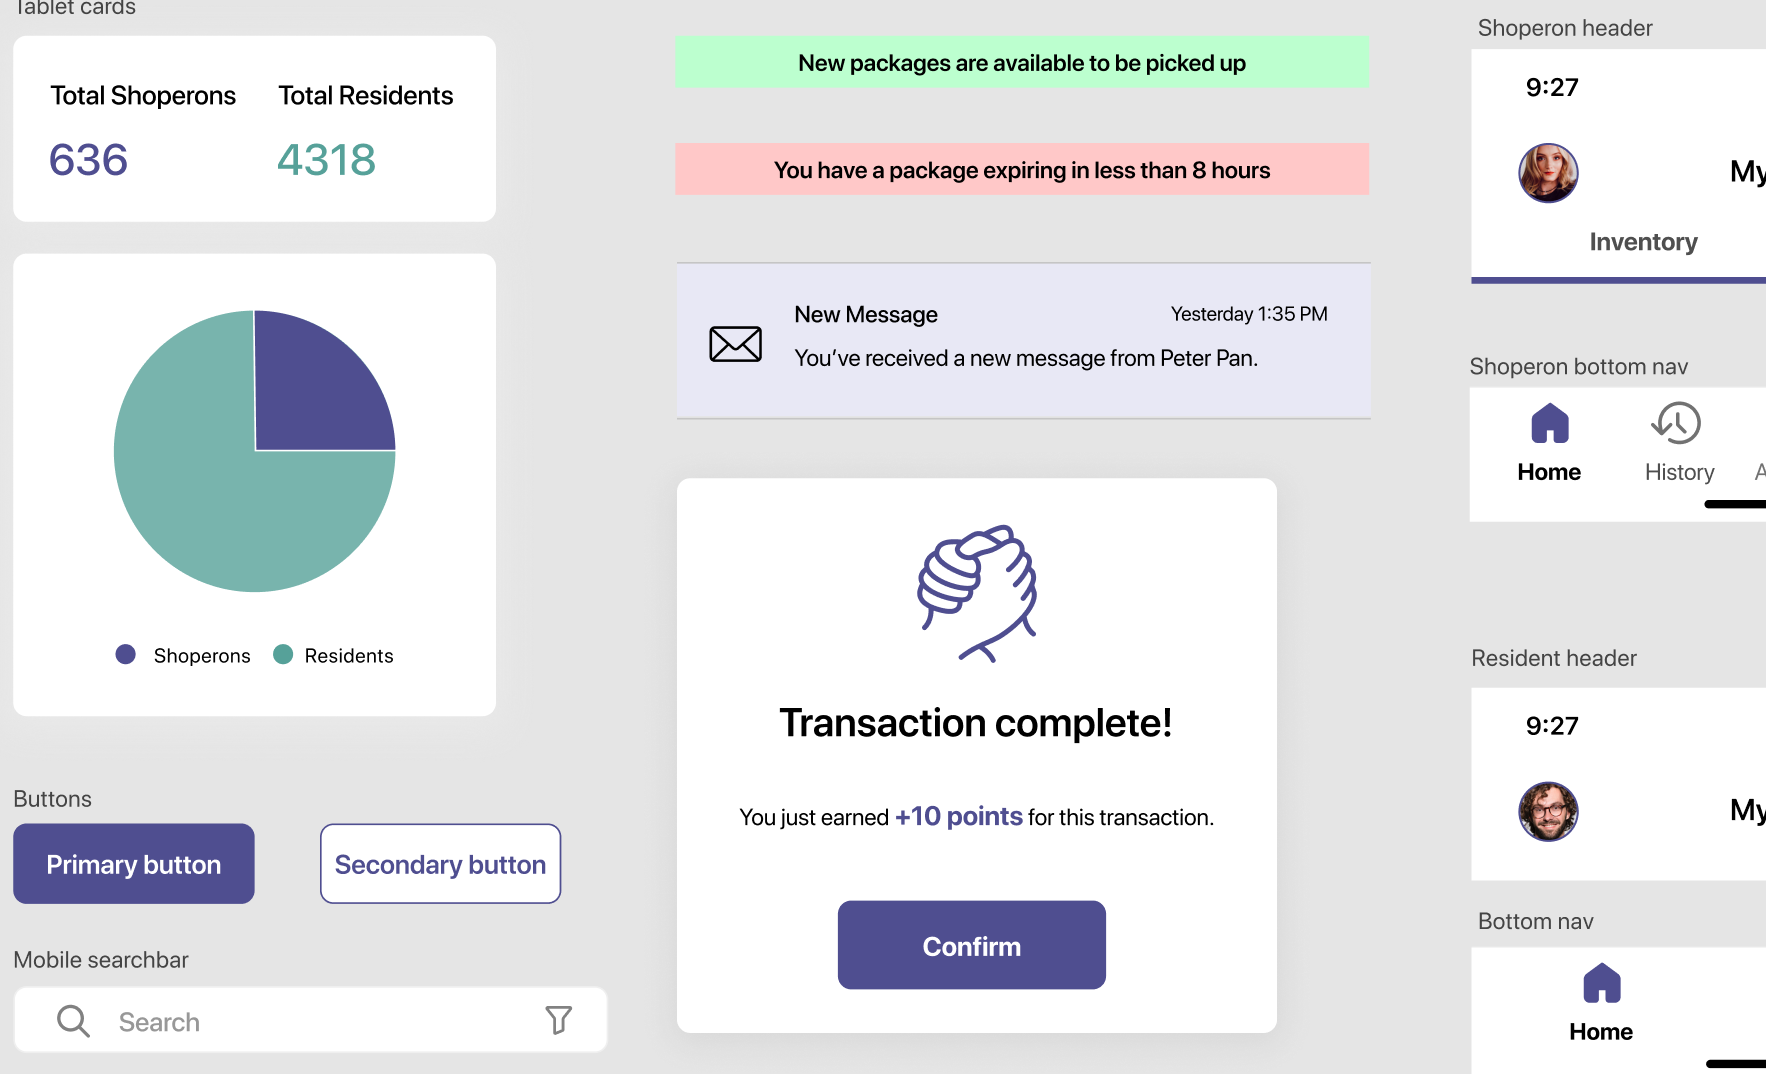 Tablet cards
Total Shoperons
Total Residents
636
4318
Shoperons
Residents
Buttons
Primary button
Secondary button
Mobile searchbar
Search
New packages are available to be picked up
You have a package expiring in less than 8 hours
New Message
Yesterday 1:35 PM
You’ve received a new message from Peter Pan.
Transaction complete!
You just earned +10 points for this transaction.
Confirm
Shoperon header
9:27
My
Inventory
Shoperon bottom nav
Home
History
A
Resident header
9:27
My
Bottom nav
Home